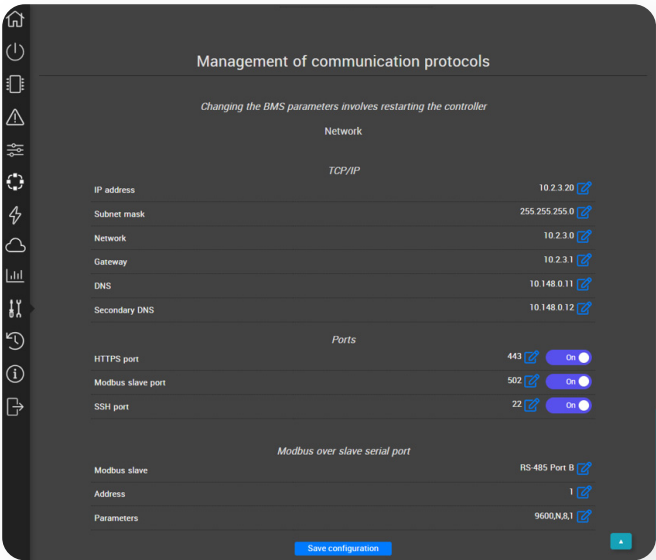 Management of communication protocols
Changing the BMS parameters involves restarting the controller
Network
TCP/IP
IP address 10.2.3.20
Subnet mask 255.255.255.0
Network 10.2.3.0
Gateway 10.2.3.1
DNS 10.148.0.11
Secondary DNS 10.148.0.12
Ports
HTTPS port 443 On
Modbus slave port 502 On
SSH port 22 On
Modbus over slave serial port
Modbus slave RS-485 Port B
Address 1
Parameters 9600,N,8,1
Save configuration